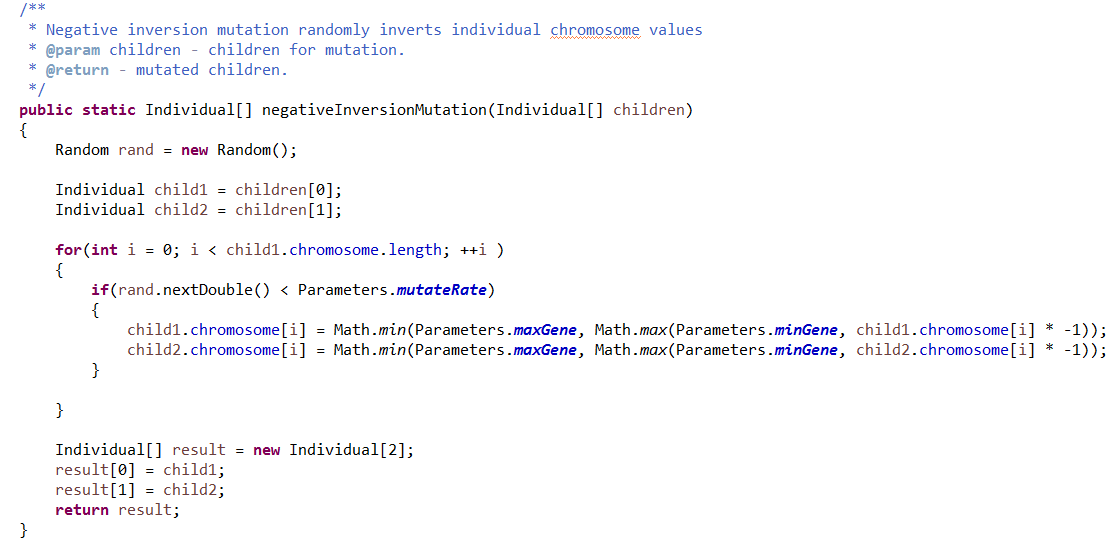 /**
 * Negative inversion mutation randomly inverts individual chromosome values
 * @param children - children for mutation.
 * @return - mutated children.
 */
public static Individual[] negativeInversionMutation(Individual[] children)
{
    Random rand = new Random();

    Individual child1 = children[0];
    Individual child2 = children[1];

    for(int i = 0; i < child1.chromosome.length; ++i )
    {
        if(rand.nextDouble() < Parameters.mutateRate)
        {
            child1.chromosome[i] = Math.min(Parameters.maxGene, Math.max(Parameters.minGene, child1.chromosome[i] * -1));
            child2.chromosome[i] = Math.min(Parameters.maxGene, Math.max(Parameters.minGene, child2.chromosome[i] * -1));
        }

    }

    Individual[] result = new Individual[2];
    result[0] = child1;
    result[1] = child2;
    return result;
}